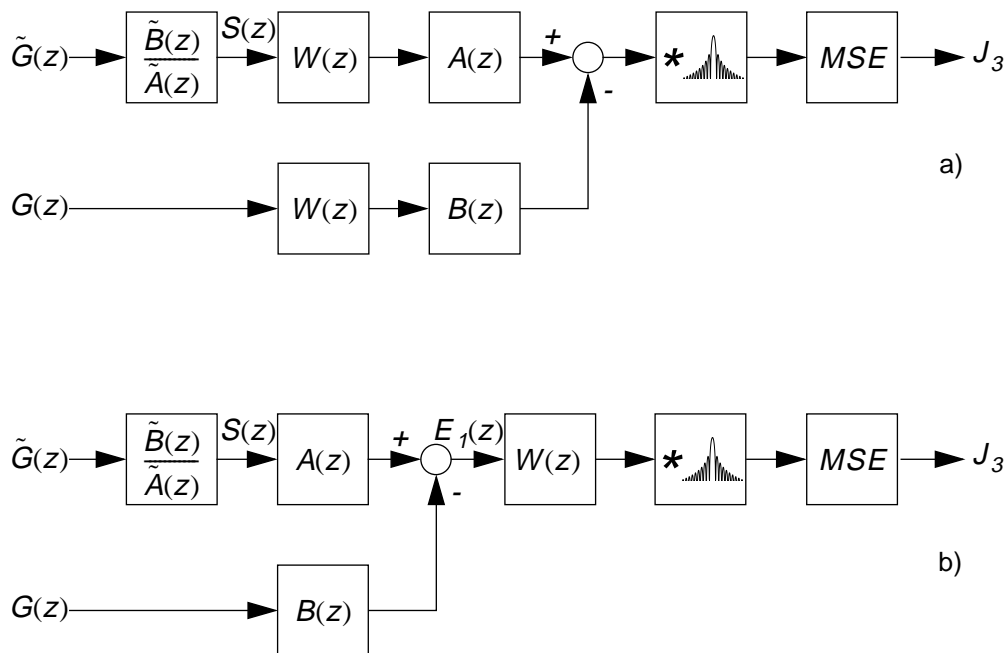 G̃(z) B̃(z) / Ã(z) S(z) W(z) A(z) + - * MSE J₃
a)
G(z) W(z) B(z)
G̃(z) B̃(z) / Ã(z) S(z) A(z) + - E₁(z) W(z) * MSE J₃
b)
G(z) B(z)